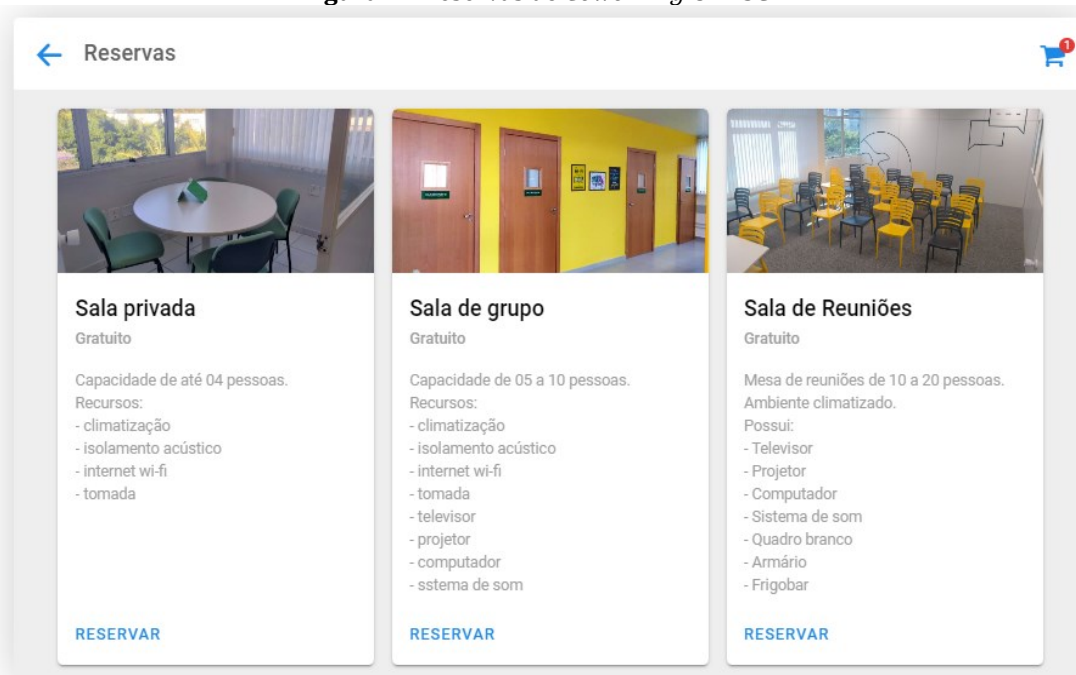 Reservas
1
Sala privada
Gratuito
Capacidade de até 04 pessoas.
Recursos:
- climatização
- isolamento acústico
- internet wi-fi
- tomada
RESERVAR
Sala de grupo
Gratuito
Capacidade de 05 a 10 pessoas.
Recursos:
- climatização
- isolamento acústico
- internet wi-fi
- tomada
- televisor
- projetor
- computador
- sstema de som
RESERVAR
Sala de Reuniões
Gratuito
Mesa de reuniões de 10 a 20 pessoas.
Ambiente climatizado.
Possui:
- Televisor
- Projetor
- Computador
- Sistema de som
- Quadro branco
- Armário
- Frigobar
RESERVAR